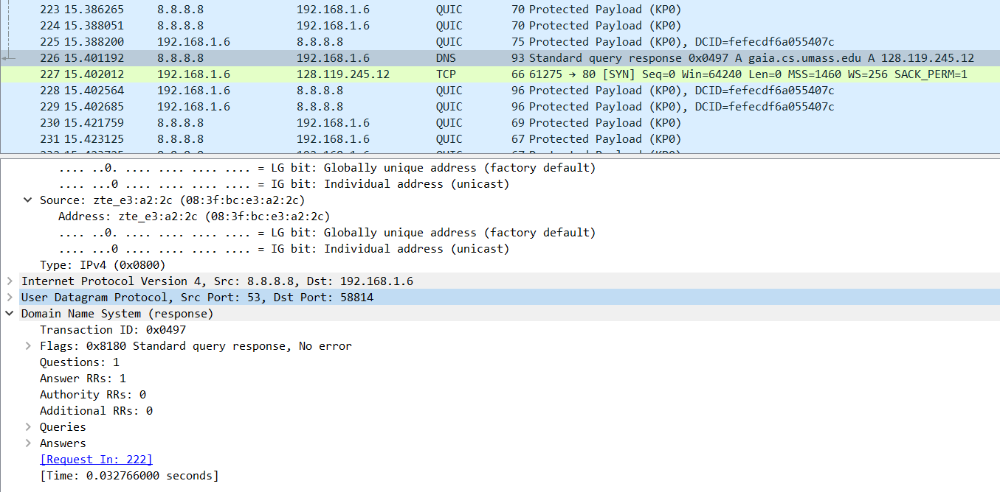 223 15.386265 8.8.8.8 192.168.1.6 QUIC 70 Protected Payload (KP0)
224 15.388051 8.8.8.8 192.168.1.6 QUIC 70 Protected Payload (KP0)
225 15.388200 192.168.1.6 8.8.8.8 QUIC 75 Protected Payload (KP0), DCID=fefecdf6a055407c
226 15.401192 8.8.8.8 192.168.1.6 DNS 93 Standard query response 0x0497 A gaia.cs.umass.edu A 128.119.245.12
227 15.402012 192.168.1.6 128.119.245.12 TCP 66 61275 → 80 [SYN] Seq=0 Win=64240 Len=0 MSS=1460 WS=256 SACK_PERM=1
228 15.402564 192.168.1.6 8.8.8.8 QUIC 96 Protected Payload (KP0), DCID=fefecdf6a055407c
229 15.402685 192.168.1.6 8.8.8.8 QUIC 96 Protected Payload (KP0), DCID=fefecdf6a055407c
230 15.421759 8.8.8.8 192.168.1.6 QUIC 69 Protected Payload (KP0)
231 15.423125 8.8.8.8 192.168.1.6 QUIC 67 Protected Payload (KP0)
.... ..0. .... .... .... .... = LG bit: Globally unique address (factory default)
.... ...0 .... .... .... .... = IG bit: Individual address (unicast)
Source: zte_e3:a2:2c (08:3f:bc:e3:a2:2c)
Address: zte_e3:a2:2c (08:3f:bc:e3:a2:2c)
.... ..0. .... .... .... .... = LG bit: Globally unique address (factory default)
.... ...0 .... .... .... .... = IG bit: Individual address (unicast)
Type: IPv4 (0x0800)
Internet Protocol Version 4, Src: 8.8.8.8, Dst: 192.168.1.6
User Datagram Protocol, Src Port: 53, Dst Port: 58814
Domain Name System (response)
Transaction ID: 0x0497
Flags: 0x8180 Standard query response, No error
Questions: 1
Answer RRs: 1
Authority RRs: 0
Additional RRs: 0
Queries
Answers
[Request In: 222]
[Time: 0.032766000 seconds]